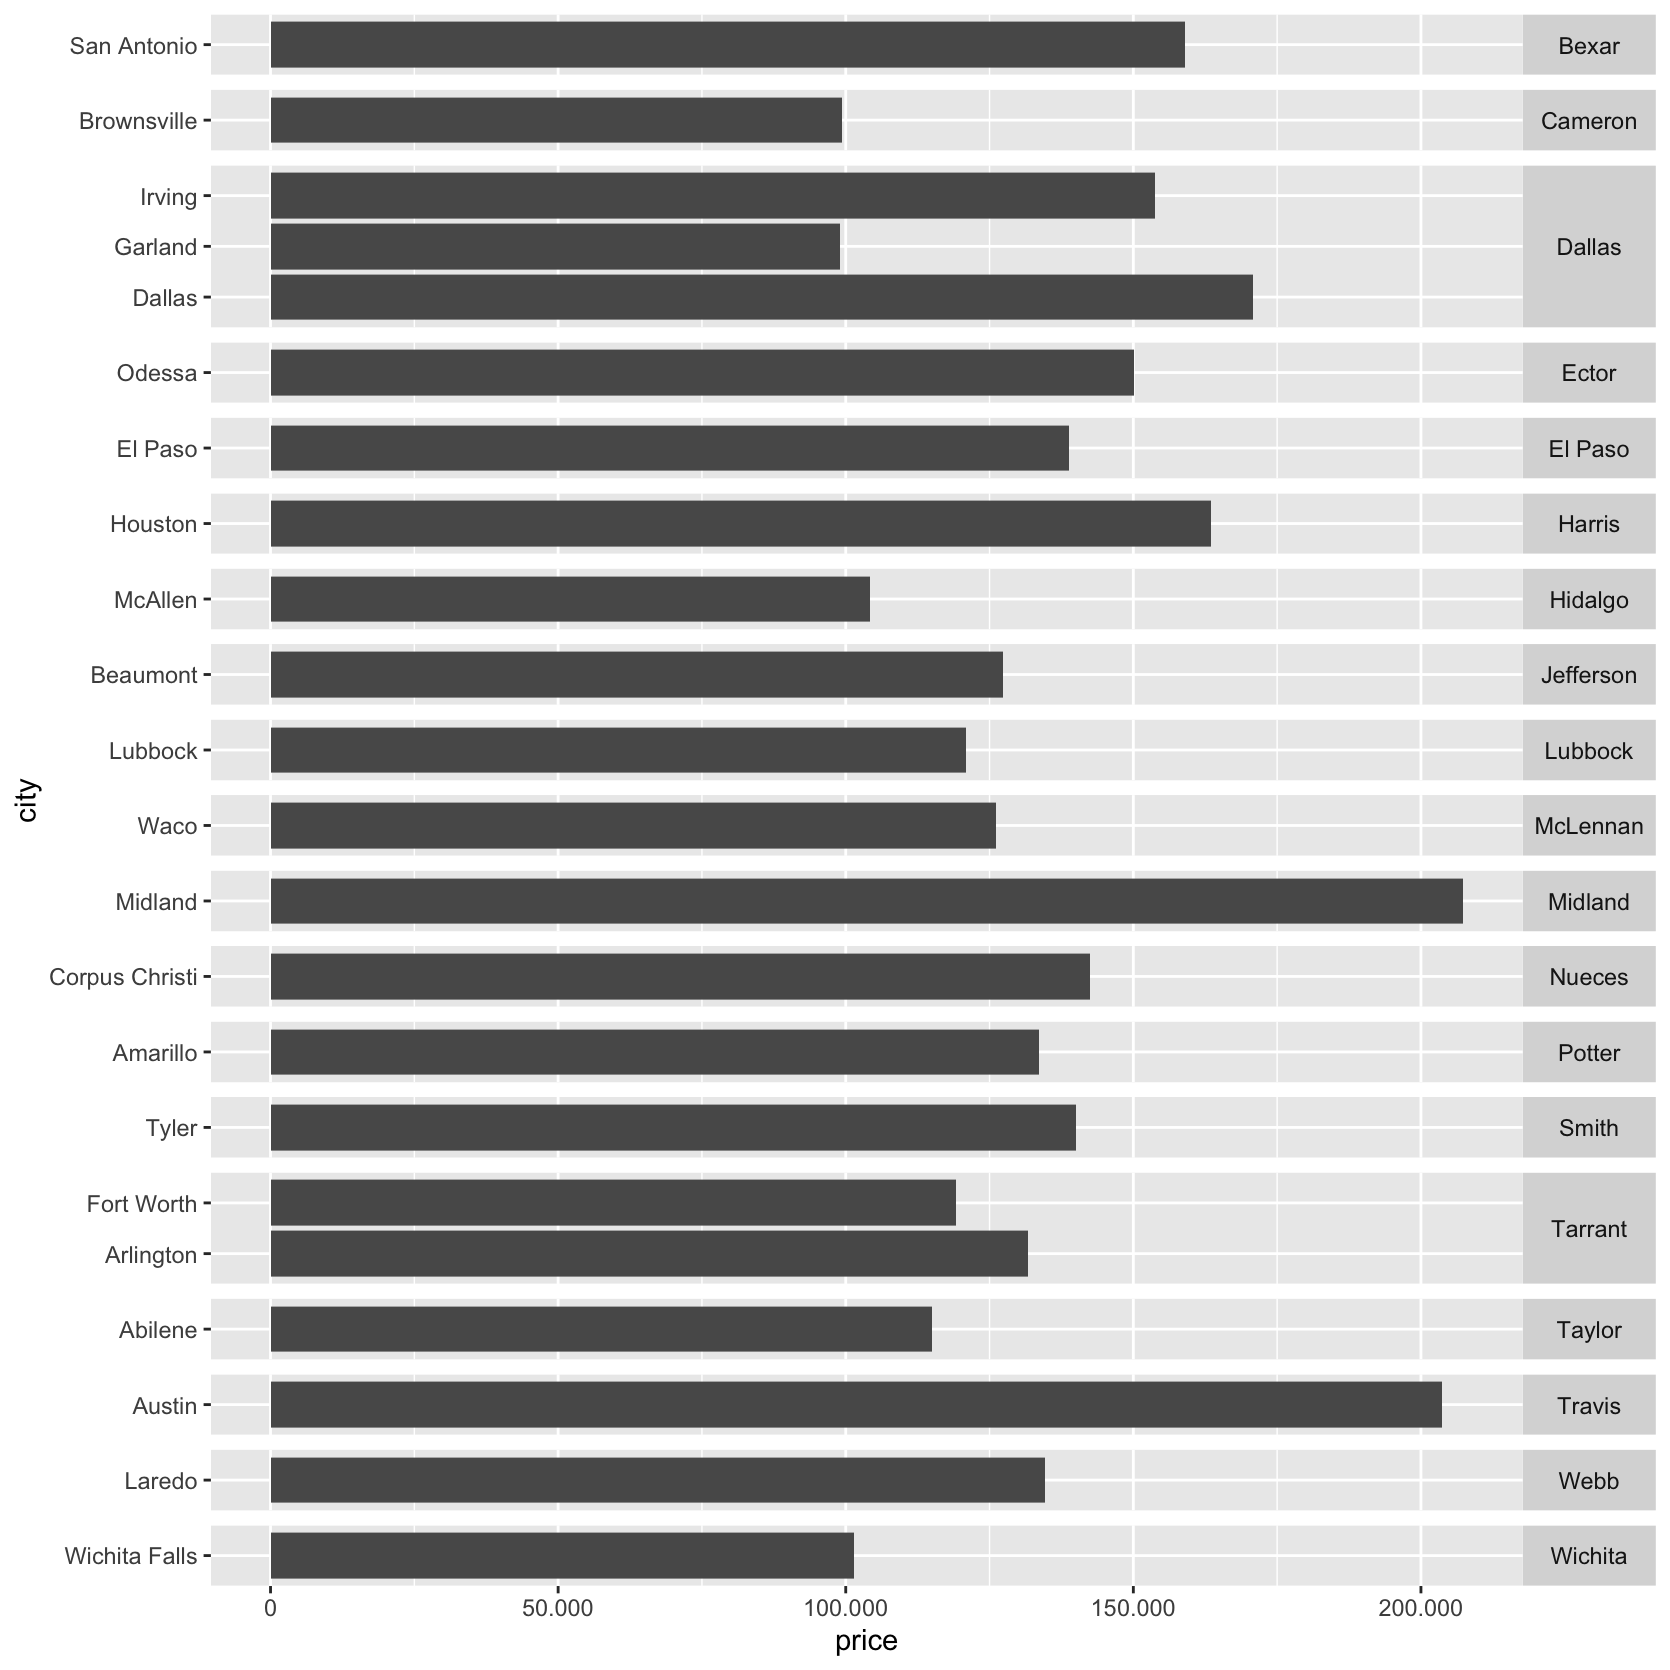 San Antonio
Bexar
Brownsville
Cameron
Irving
Garland
Dallas
Dallas
Odessa
Ector
El Paso
El Paso
Houston
Harris
McAllen
Hidalgo
Beaumont
Jefferson
Lubbock
Lubbock
Waco
McLennan
Midland
Midland
Corpus Christi
Nueces
Amarillo
Potter
Tyler
Smith
Fort Worth
Arlington
Tarrant
Abilene
Taylor
Austin
Travis
Laredo
Webb
Wichita Falls
Wichita
city
0 50.000 100.000 150.000 200.000
price